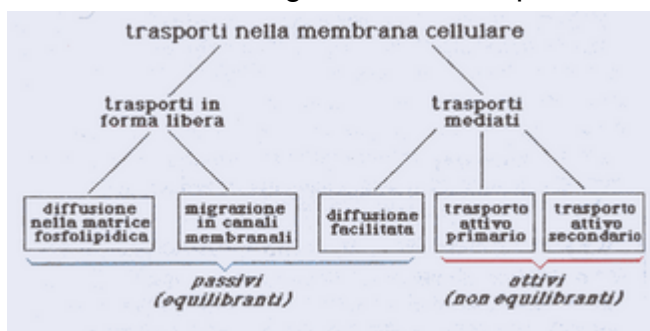 trasporti nella membrana cellulare
trasporti in
forma libera
trasporti
mediati
diffusione
nella matrice
fosfolipidica
migrazione
in canali
membranali
diffusione
facilitata
trasporto
attivo
primario
trasporto
attivo
secondario
passivi
(equilibranti)
attivi
(non equilibranti)